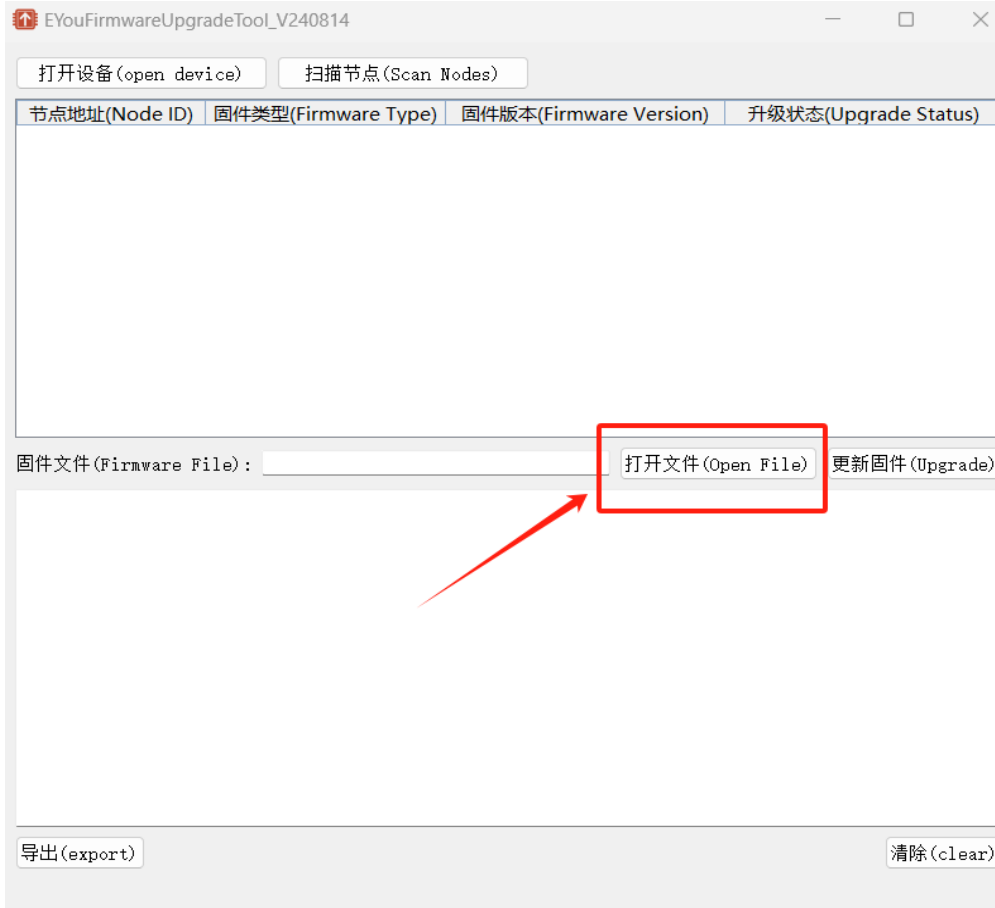 EYouFirmwareUpgradeTool_V240814
打开设备(open device) 扫描节点(Scan Nodes)
节点地址(Node ID) 固件类型(Firmware Type) 固件版本(Firmware Version) 升级状态(Upgrade Status)
固件文件(Firmware File): 打开文件(Open File) 更新固件(Upgrade)
导出(export) 清除(clear)